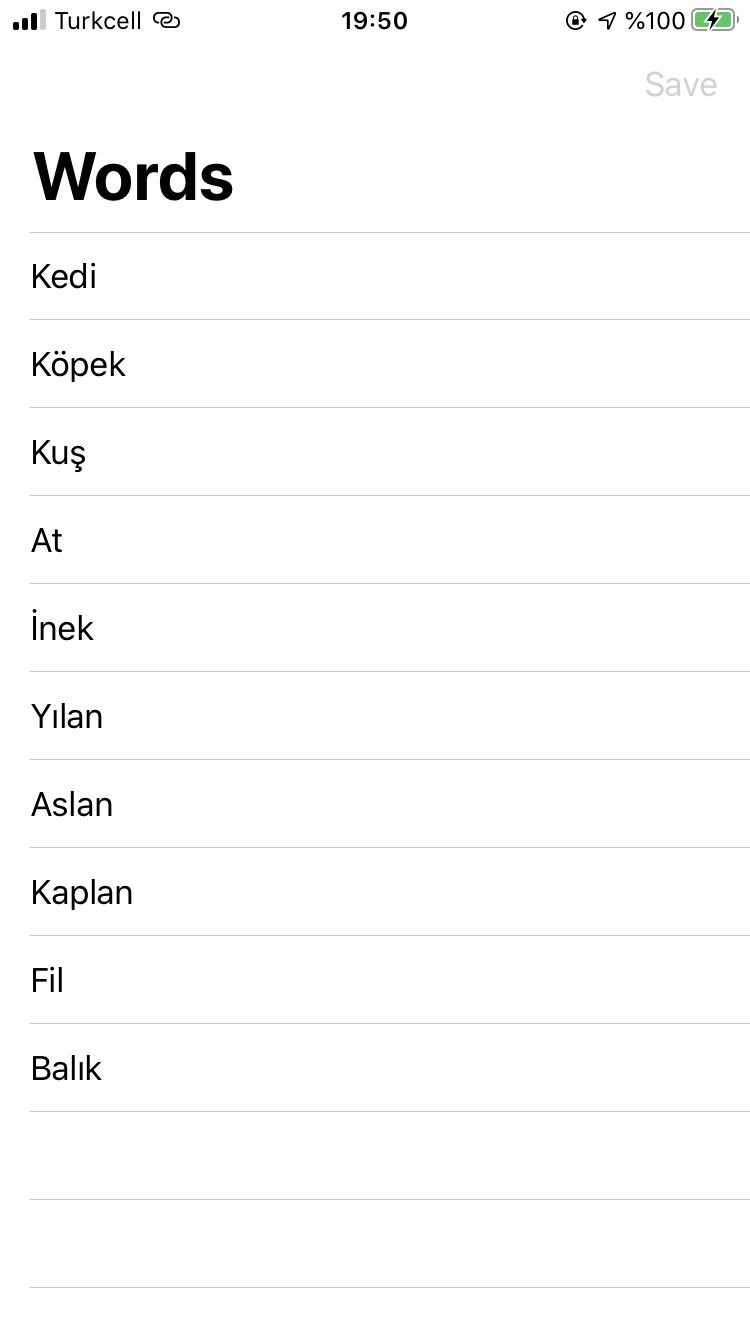 Turkcell 19:50 %100
Save
Words
Kedi
Köpek
Kuş
At
İnek
Yılan
Aslan
Kaplan
Fil
Balık